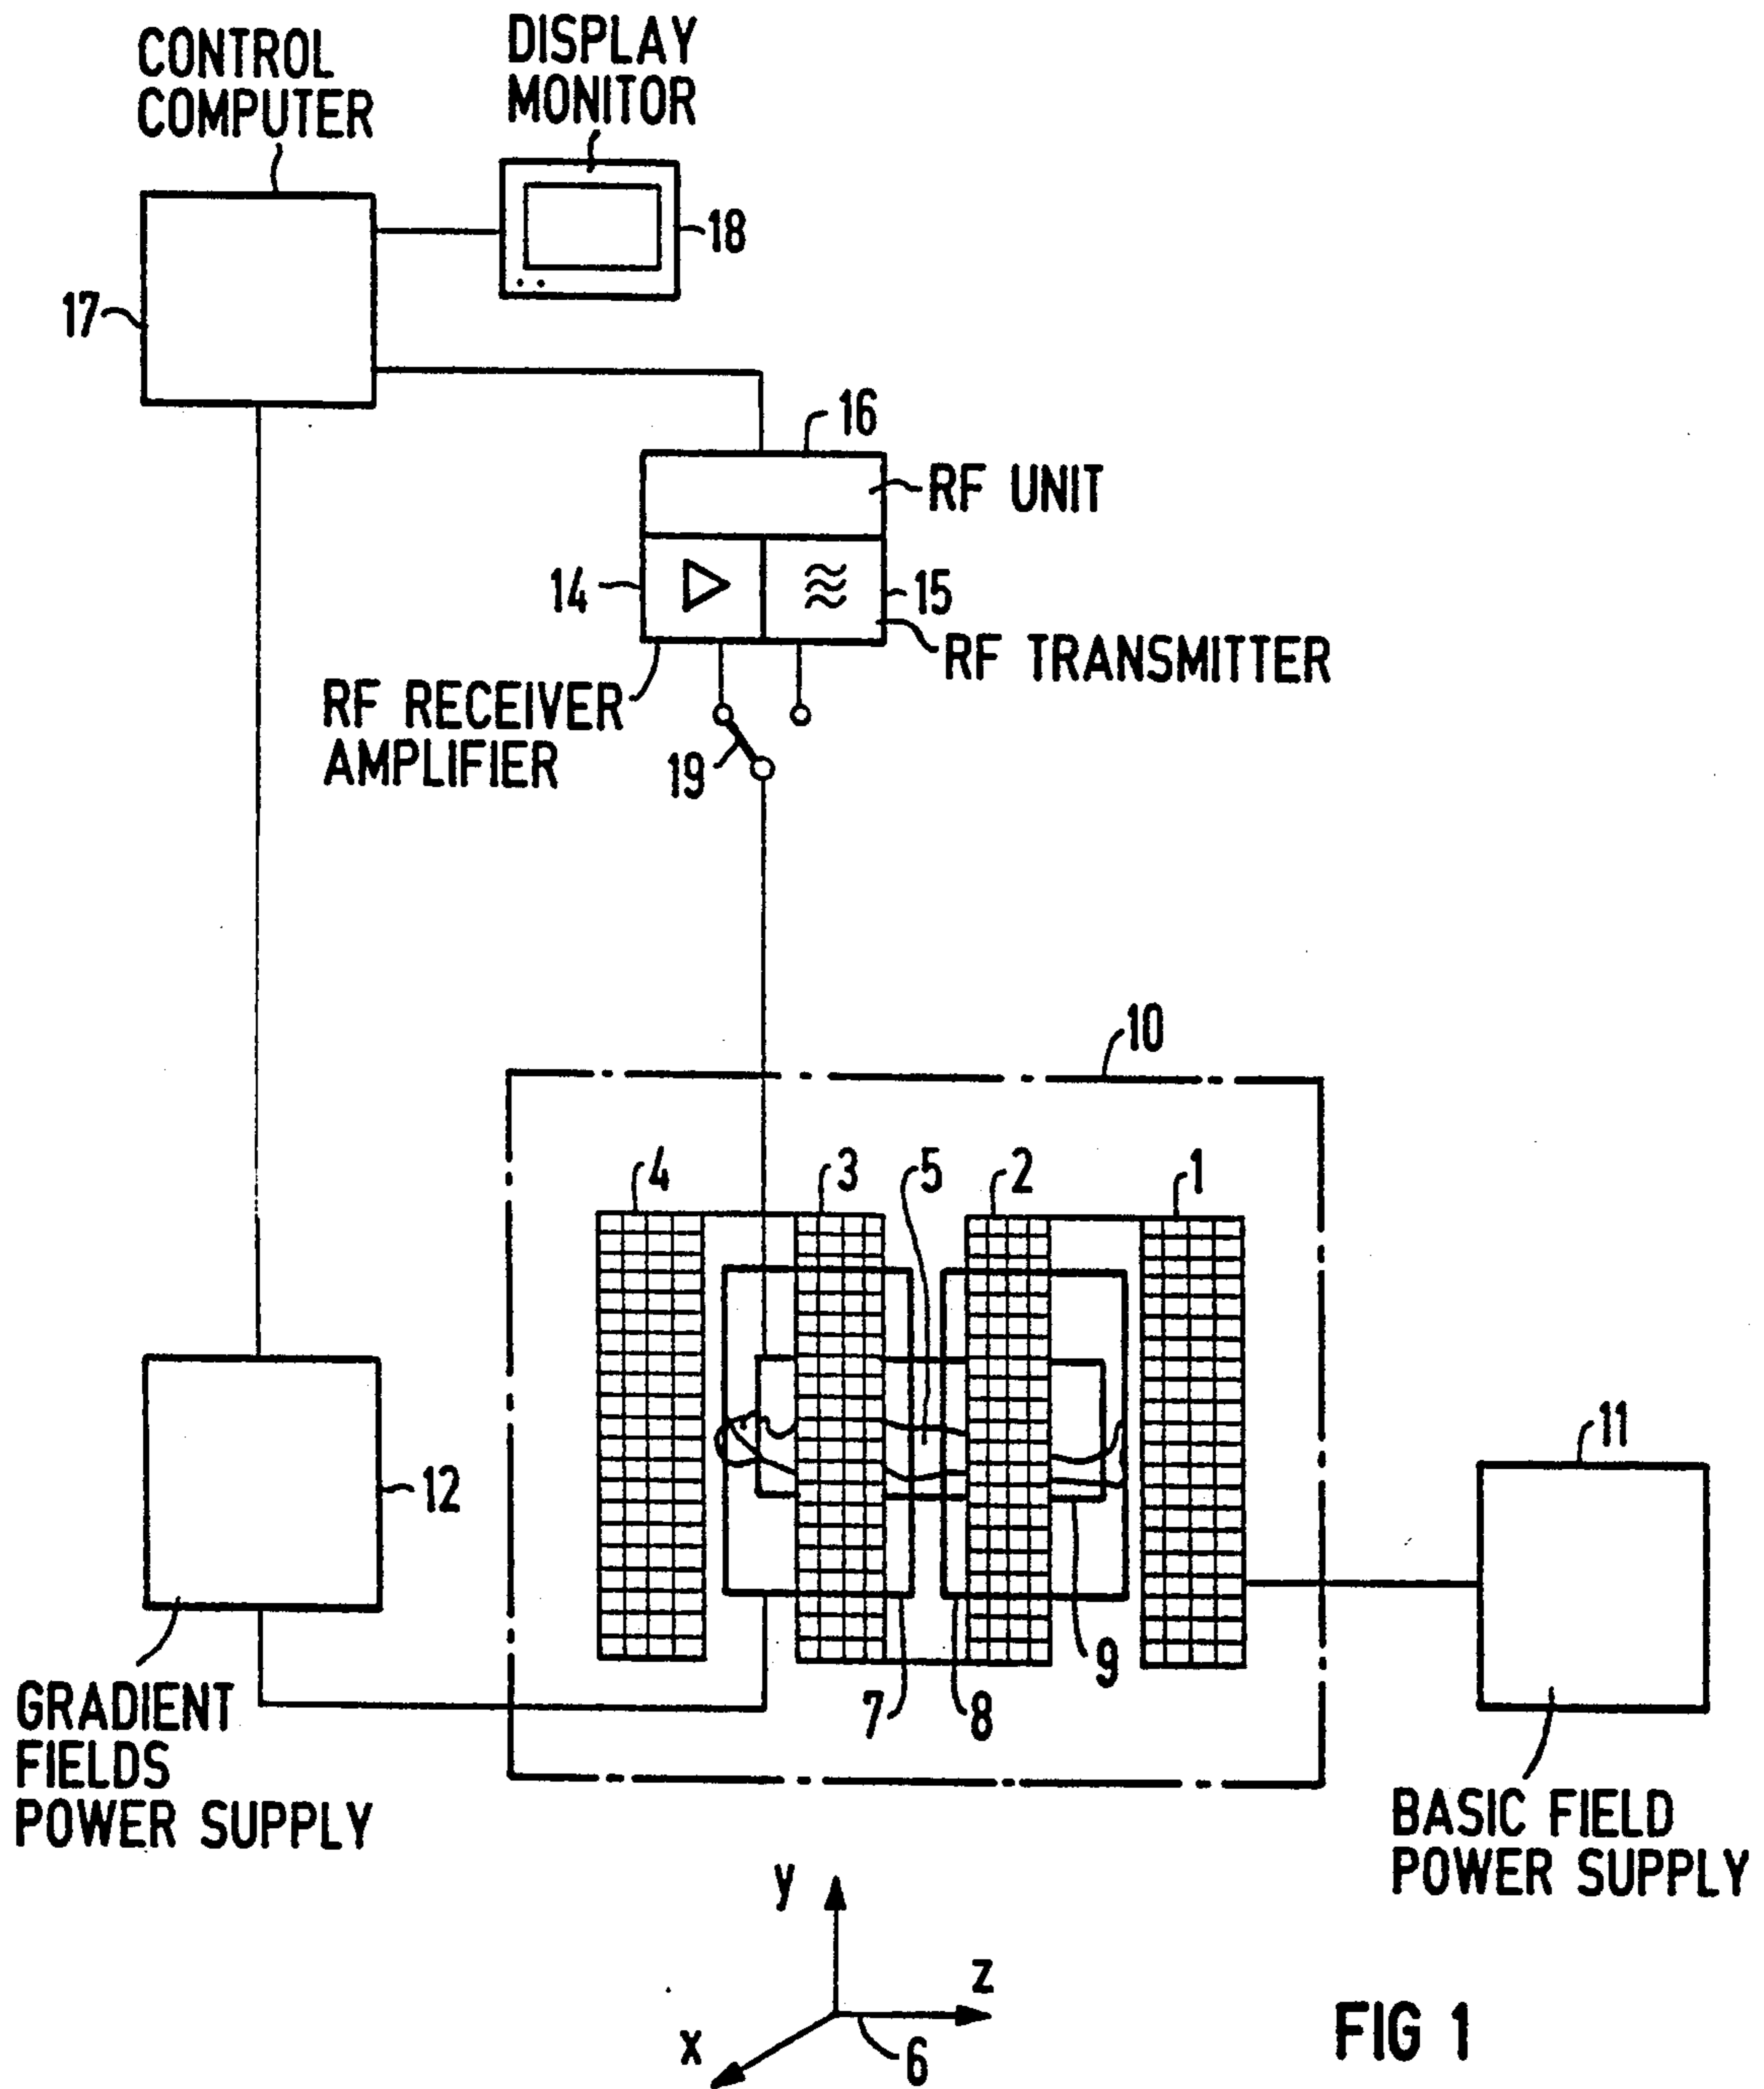 CONTROL
COMPUTER
DISPLAY
MONITOR
17
18
16
RF UNIT
14
15
RF TRANSMITTER
RF RECEIVER
AMPLIFIER
19
10
4
3
5
2
1
12
11
9
7
8
GRADIENT
FIELDS
POWER SUPPLY
BASIC FIELD
POWER SUPPLY
y
z
x
6
FIG 1